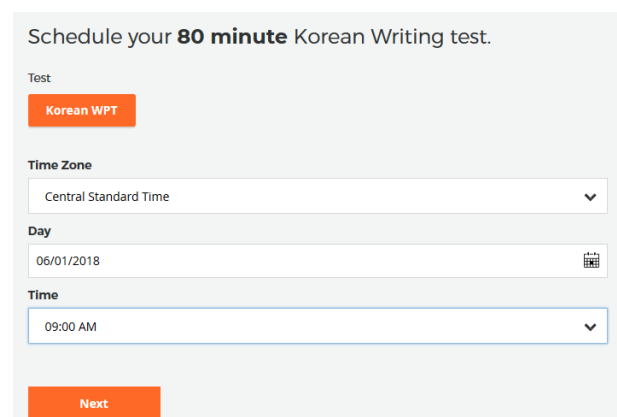 Schedule your 80 minute Korean Writing test.
Test
Korean WPT
Time Zone
Central Standard Time
Day
06/01/2018
Time
09:00 AM
Next